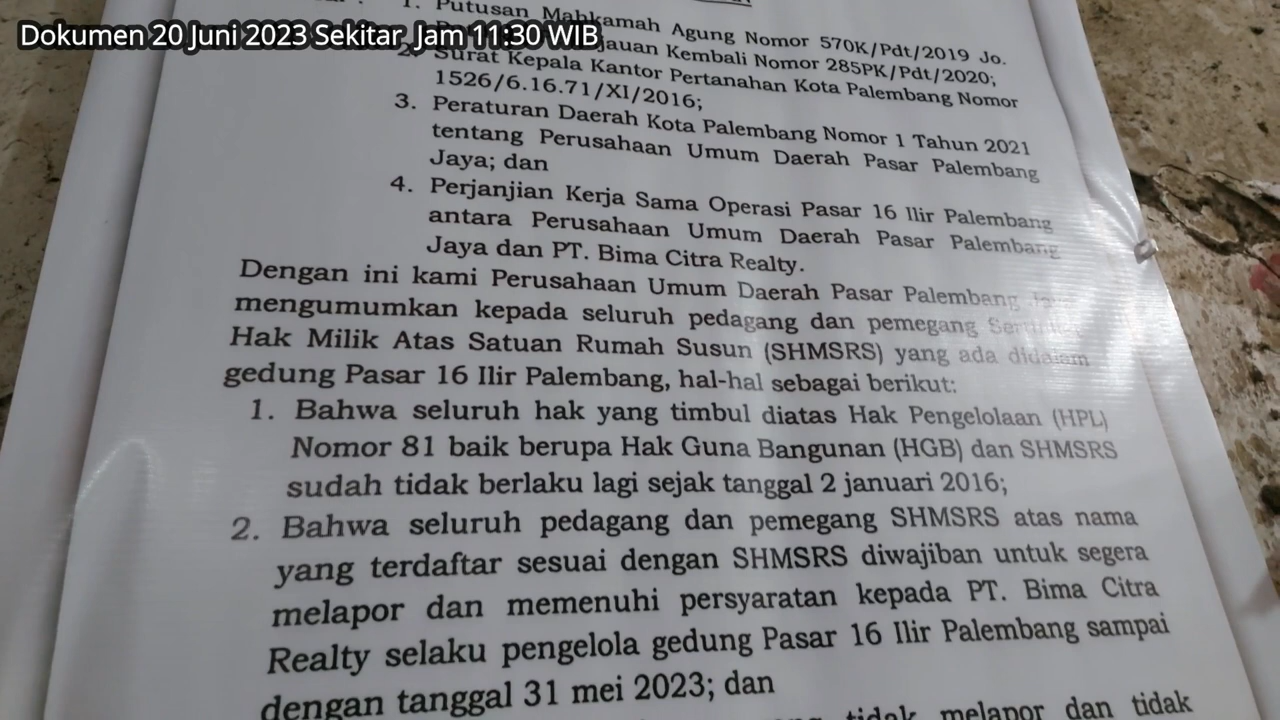 Dokumen 20 Juni 2023 Sekitar Jam 11:30 WIB
1. Putusan Mahkamah Agung Nomor 570K/Pdt/2019 Jo.
Kembali Nomor 285PK/Pdt/2020;
2. Surat Kepala Kantor Pertanahan Kota Palembang Nomor
1526/6.16.71/XI/2016;
3. Peraturan Daerah Kota Palembang Nomor 1 Tahun 2021
tentang Perusahaan Umum Daerah Pasar Palembang
Jaya; dan
4. Perjanjian Kerja Sama Operasi Pasar 16 Ilir Palembang
antara Perusahaan Umum Daerah Pasar Palembang
Jaya dan PT. Bima Citra Realty.
Dengan ini kami Perusahaan Umum Daerah Pasar Palembang
mengumumkan kepada seluruh pedagang dan pemegang
Hak Milik Atas Satuan Rumah Susun (SHMSRS) yang ada didalam
gedung Pasar 16 Ilir Palembang, hal-hal sebagai berikut:
1. Bahwa seluruh hak yang timbul diatas Hak Pengelolaan (HPL)
Nomor 81 baik berupa Hak Guna Bangunan (HGB) dan SHMSRS
sudah tidak berlaku lagi sejak tanggal 2 januari 2016;
2. Bahwa seluruh pedagang dan pemegang SHMSRS atas nama
yang terdaftar sesuai dengan SHMSRS diwajiban untuk segera
melapor dan memenuhi persyaratan kepada PT. Bima Citra
Realty selaku pengelola gedung Pasar 16 Ilir Palembang sampai
dengan tanggal 31 mei 2023; dan
tidak melapor dan tidak